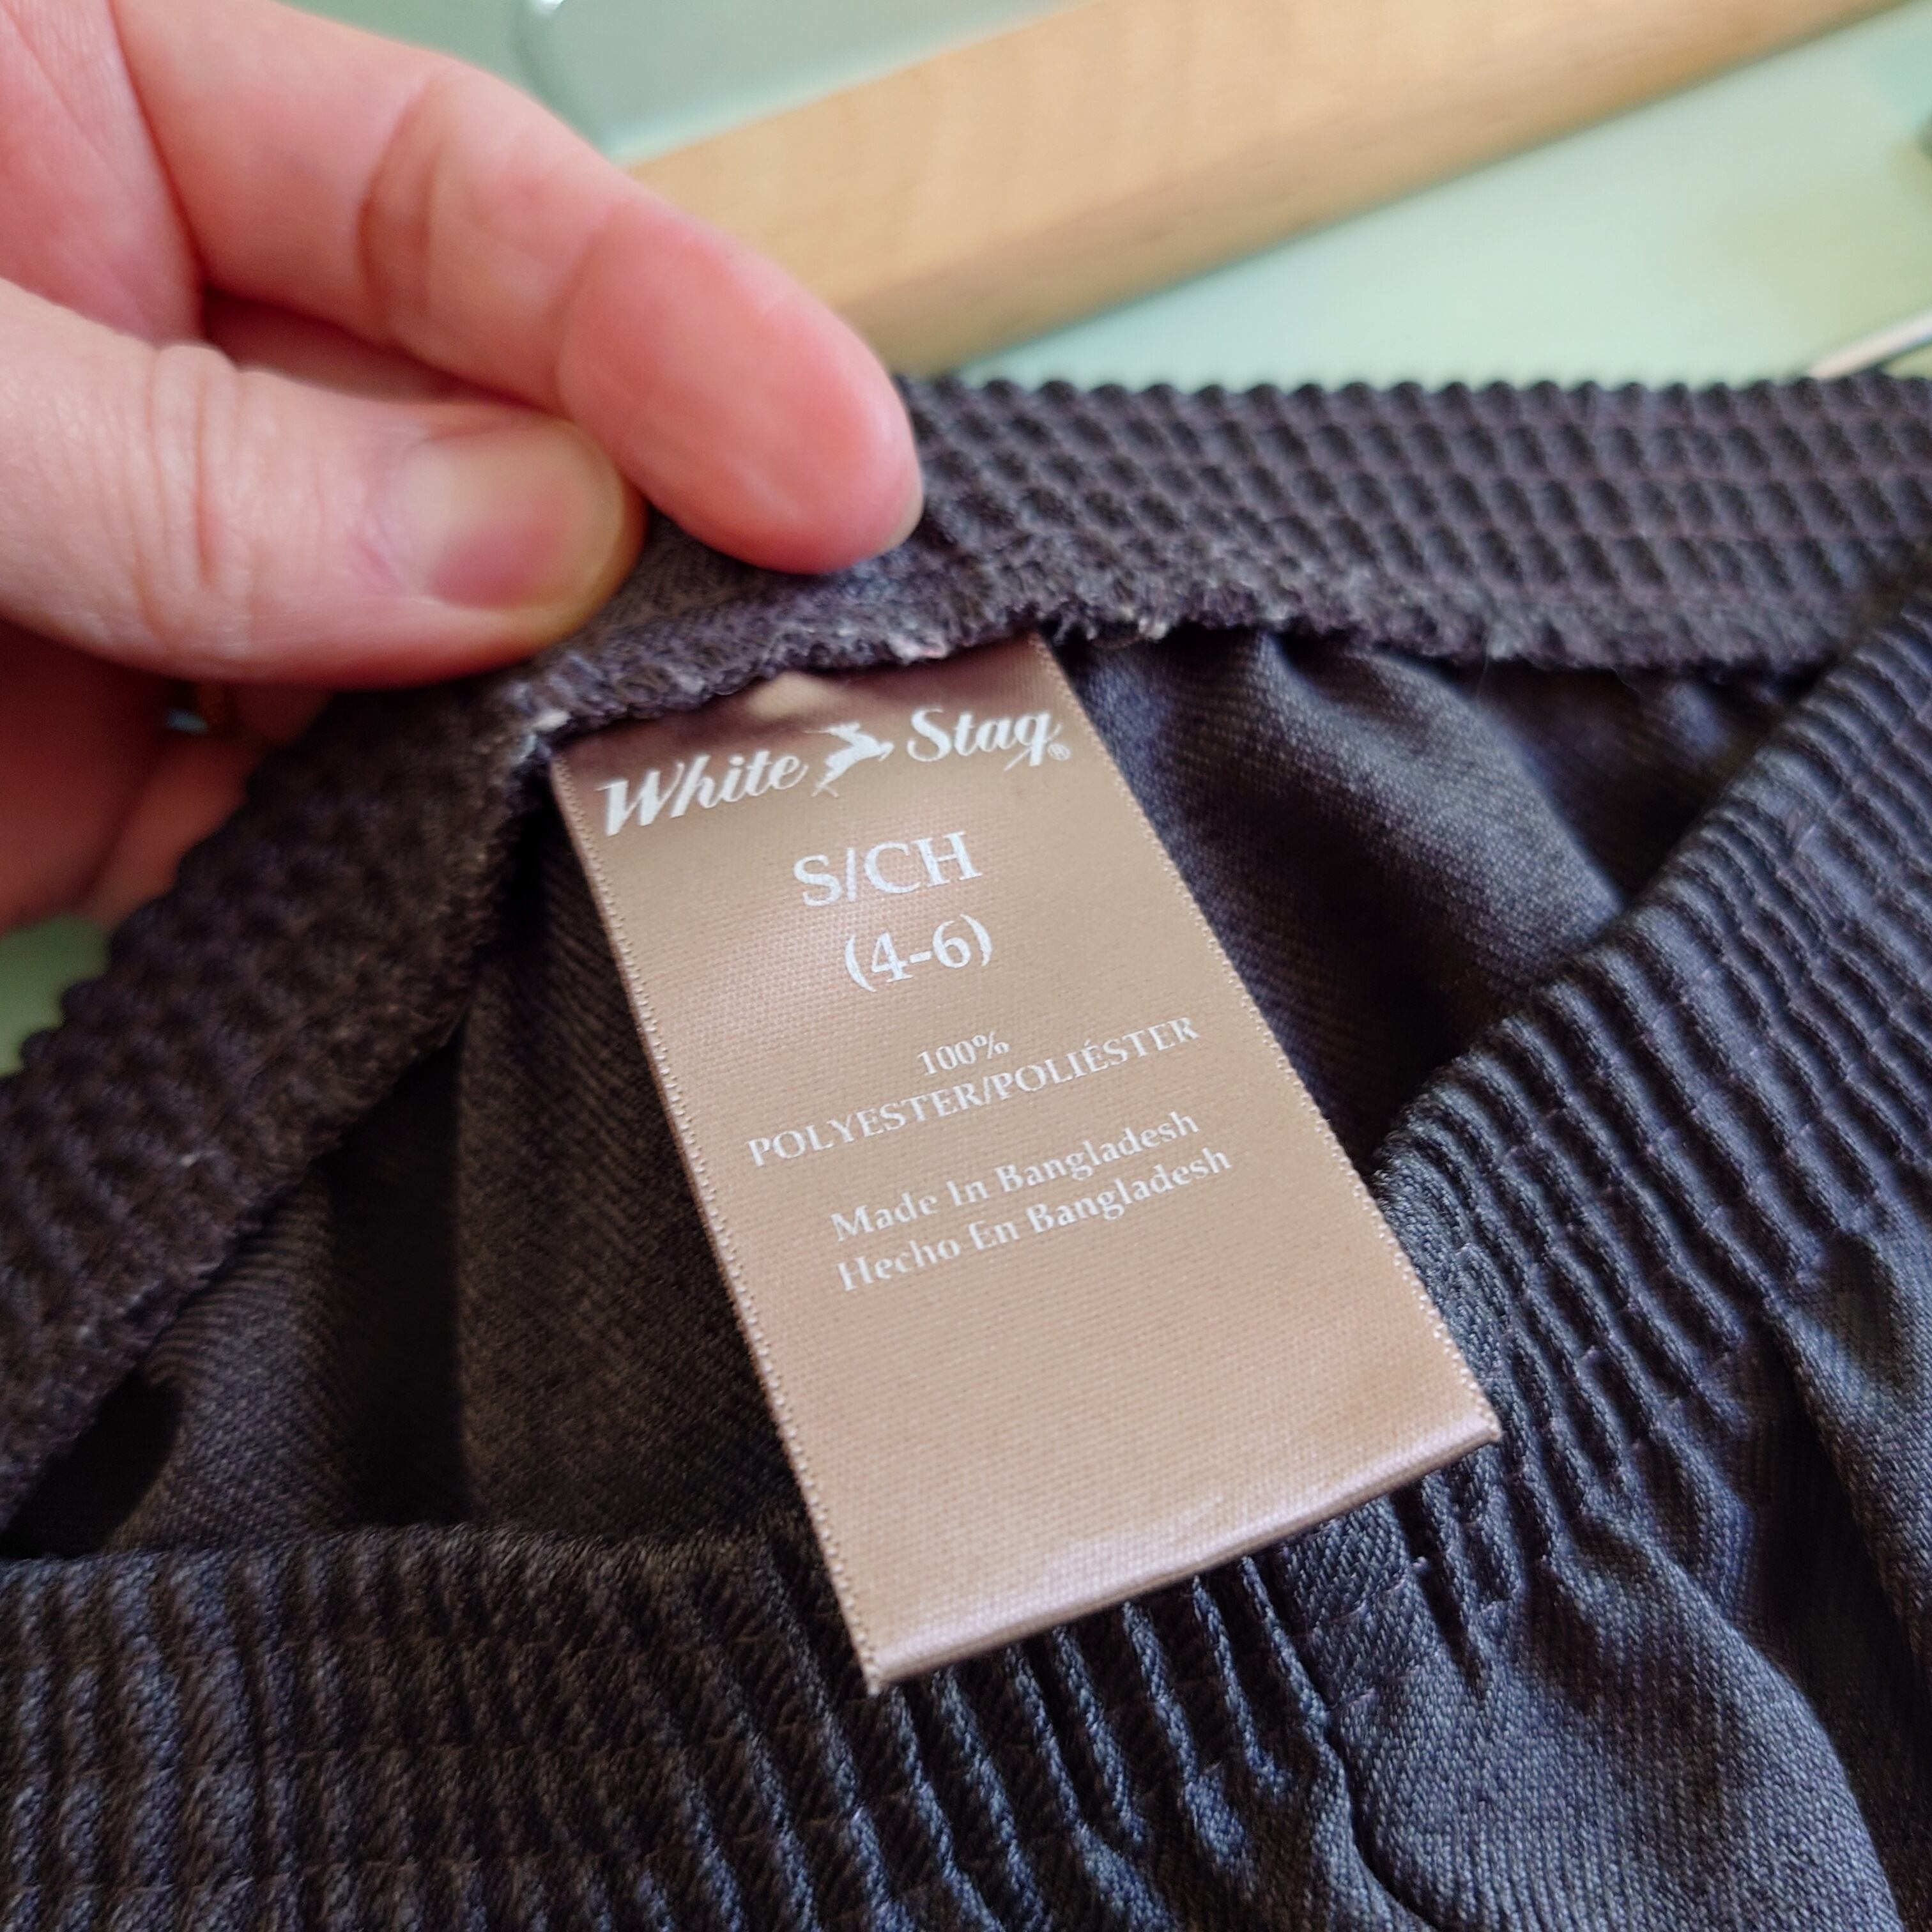 White Stag®
S/CH
(4-6)
100%
POLYESTER/POLIÉSTER
Made In Bangladesh
Hecho En Bangladesh